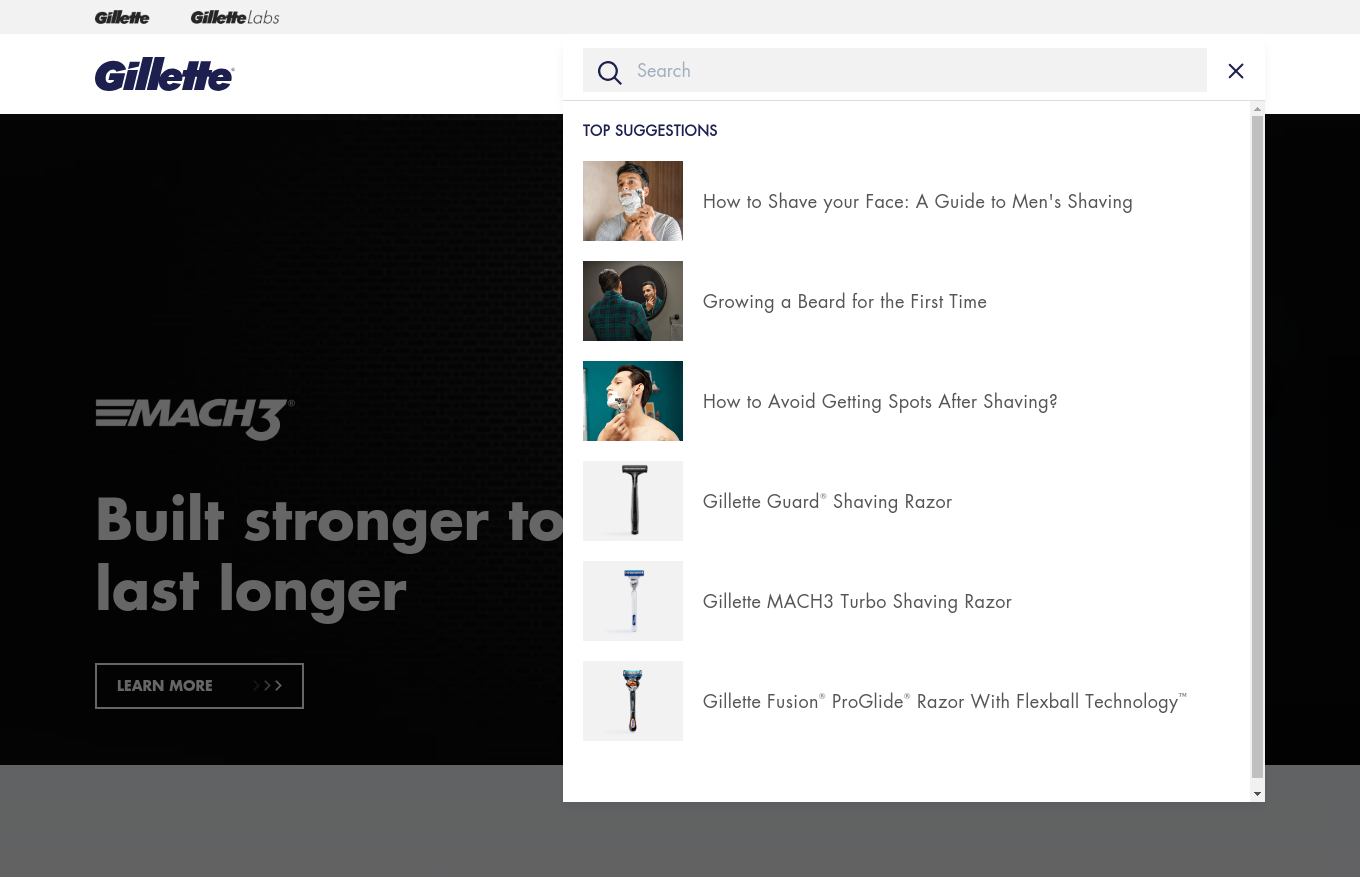 Gillette
GilletteLabs
Gillette®
Search
TOP SUGGESTIONS
How to Shave your Face: A Guide to Men's Shaving
Growing a Beard for the First Time
How to Avoid Getting Spots After Shaving?
Gillette Guard® Shaving Razor
Gillette MACH3 Turbo Shaving Razor
Gillette Fusion® ProGlide® Razor With Flexball Technology™
MACH3®
Built stronger to
last longer
LEARN MORE